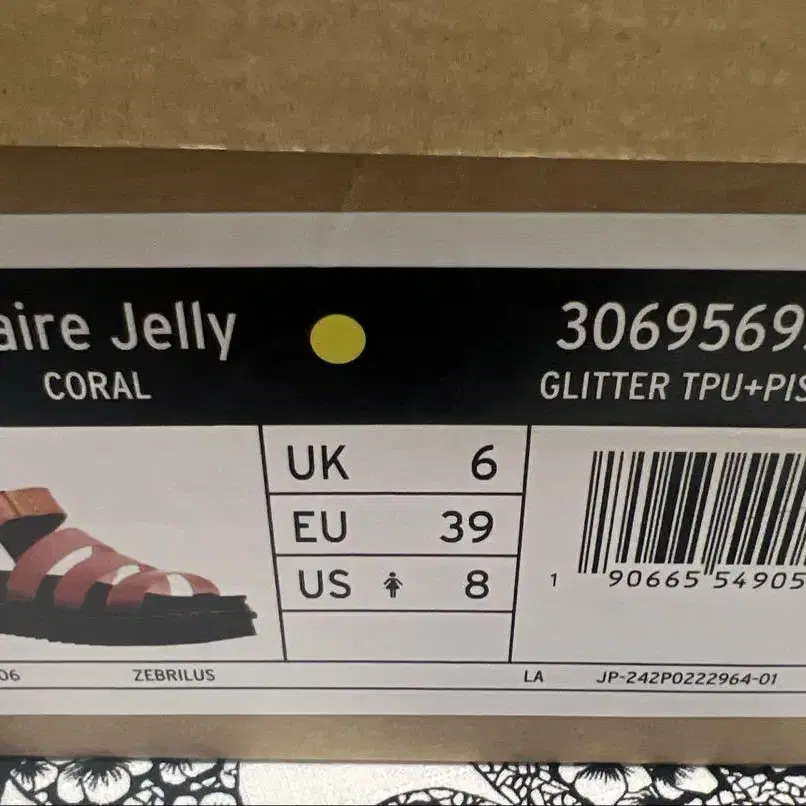 aire Jelly
CORAL
3069569
GLITTER TPU+PIS
UK 6
EU 39
US 8
1 90665 54905
06 ZEBRILUS LA JP-242P0222964-01